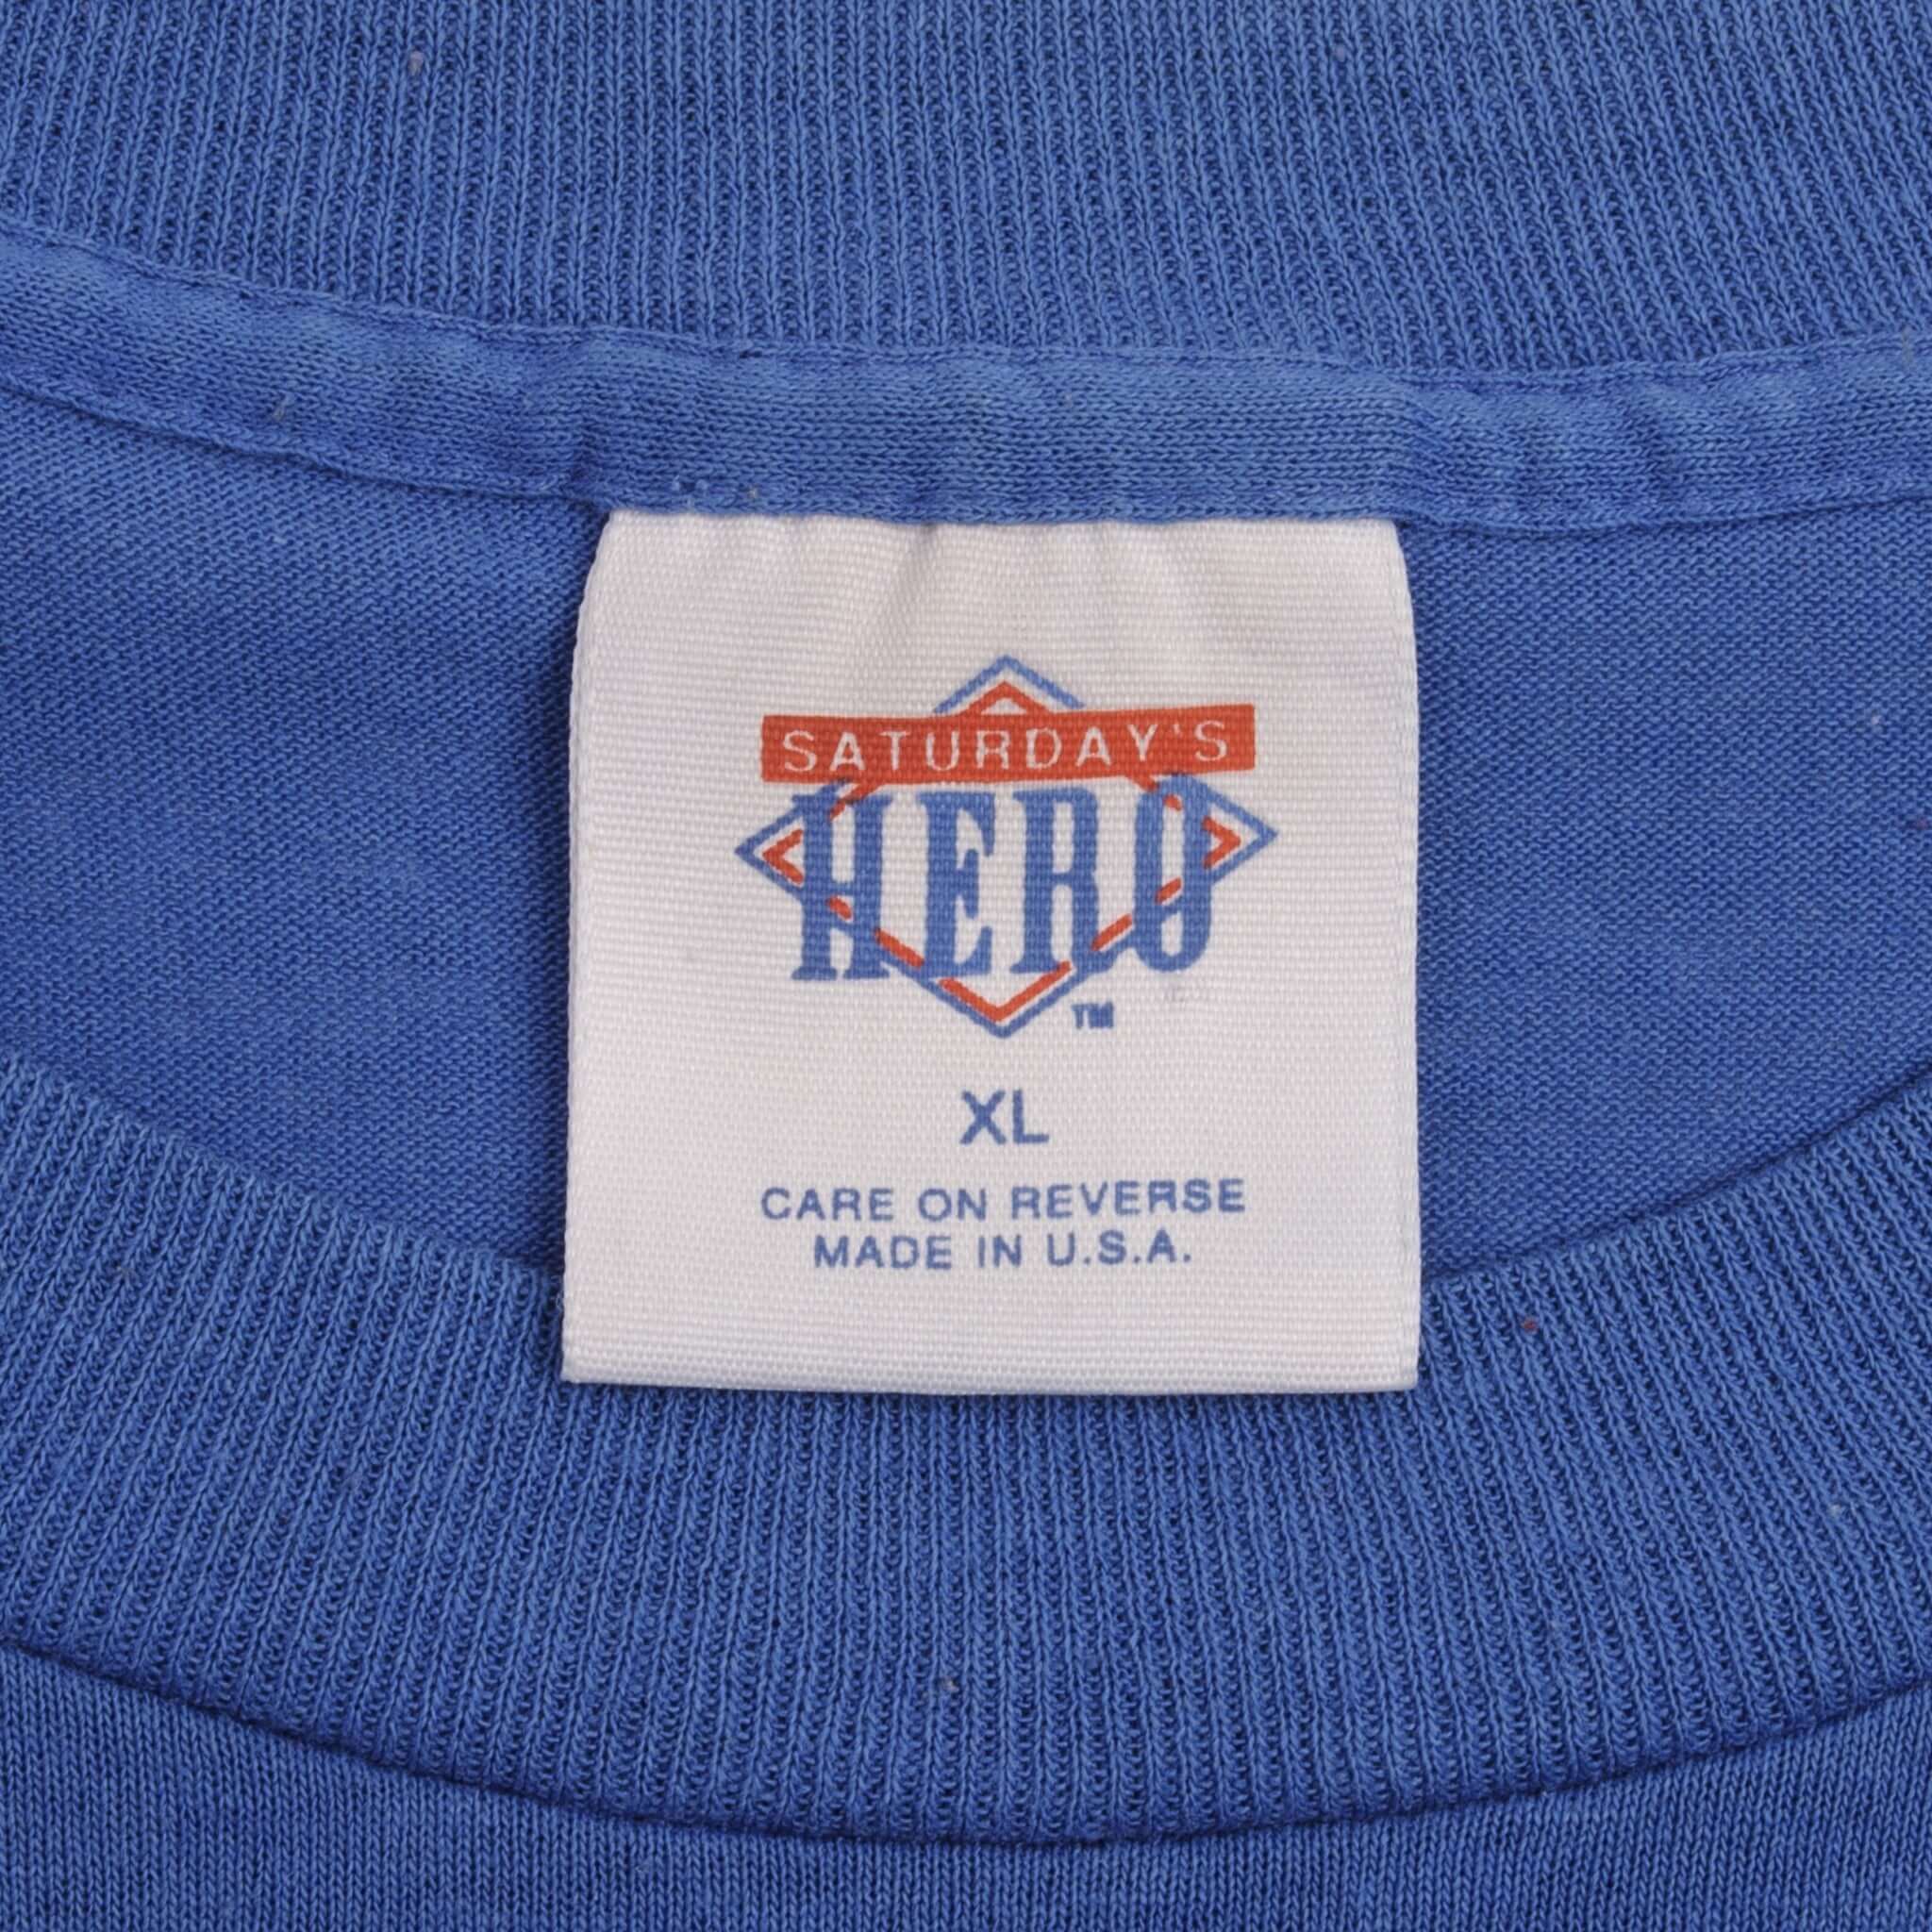 SATURDAY'S
HERO
TM
XL
CARE ON REVERSE
MADE IN U.S.A.